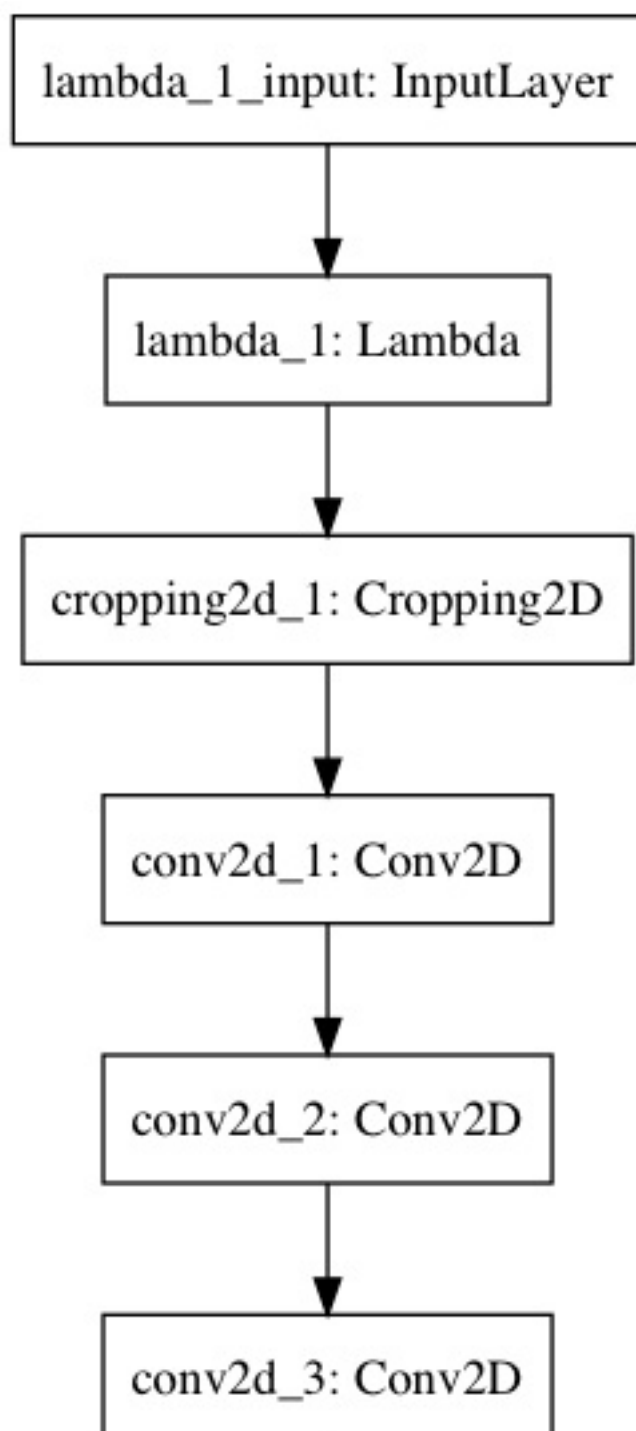 lambda_1_input: InputLayer
lambda_1: Lambda
cropping2d_1: Cropping2D
conv2d_1: Conv2D
conv2d_2: Conv2D
conv2d_3: Conv2D